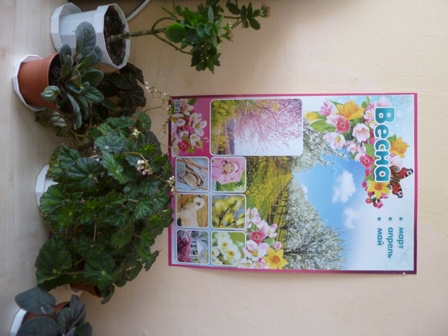 Весна
• март
• апрель
• май